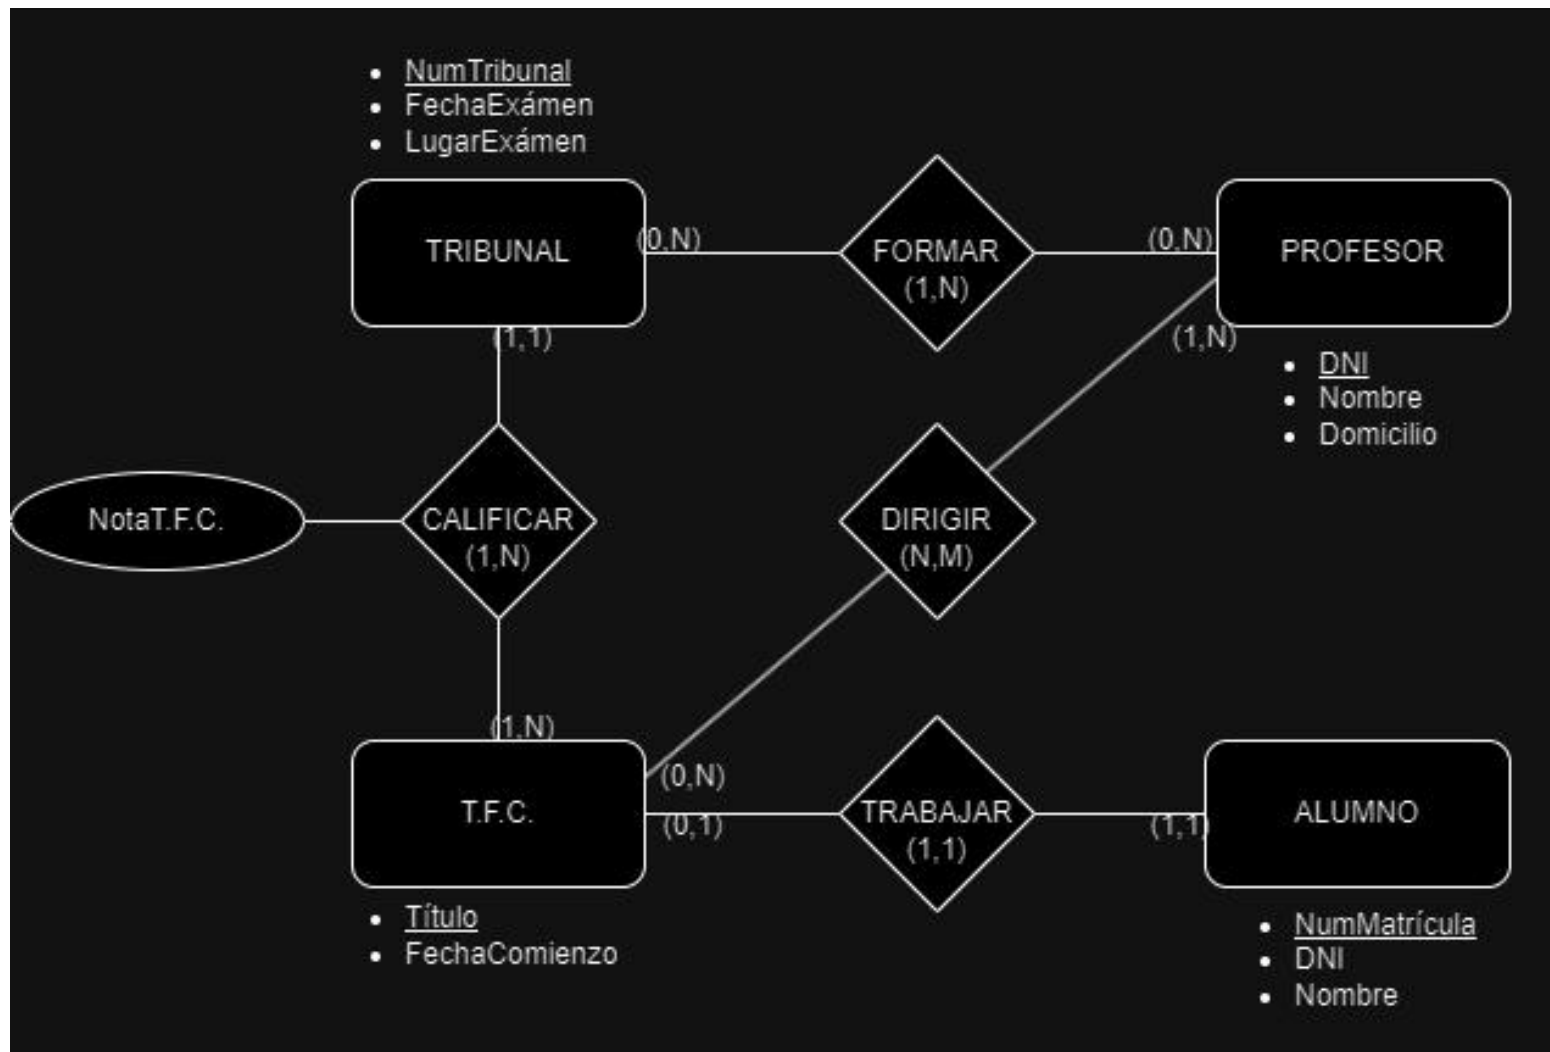 NumTribunal
FechaExámen
LugarExámen
TRIBUNAL
(0,N)
FORMAR
(1,N)
(0,N)
PROFESOR
(1,1)
(1,N)
DNI
Nombre
Domicilio
NotaT.F.C.
CALIFICAR
(1,N)
DIRIGIR
(N,M)
(1,N)
(0,N)
T.F.C.
(0,1)
TRABAJAR
(1,1)
(1,1)
ALUMNO
Título
FechaComienzo
NumMatrícula
DNI
Nombre